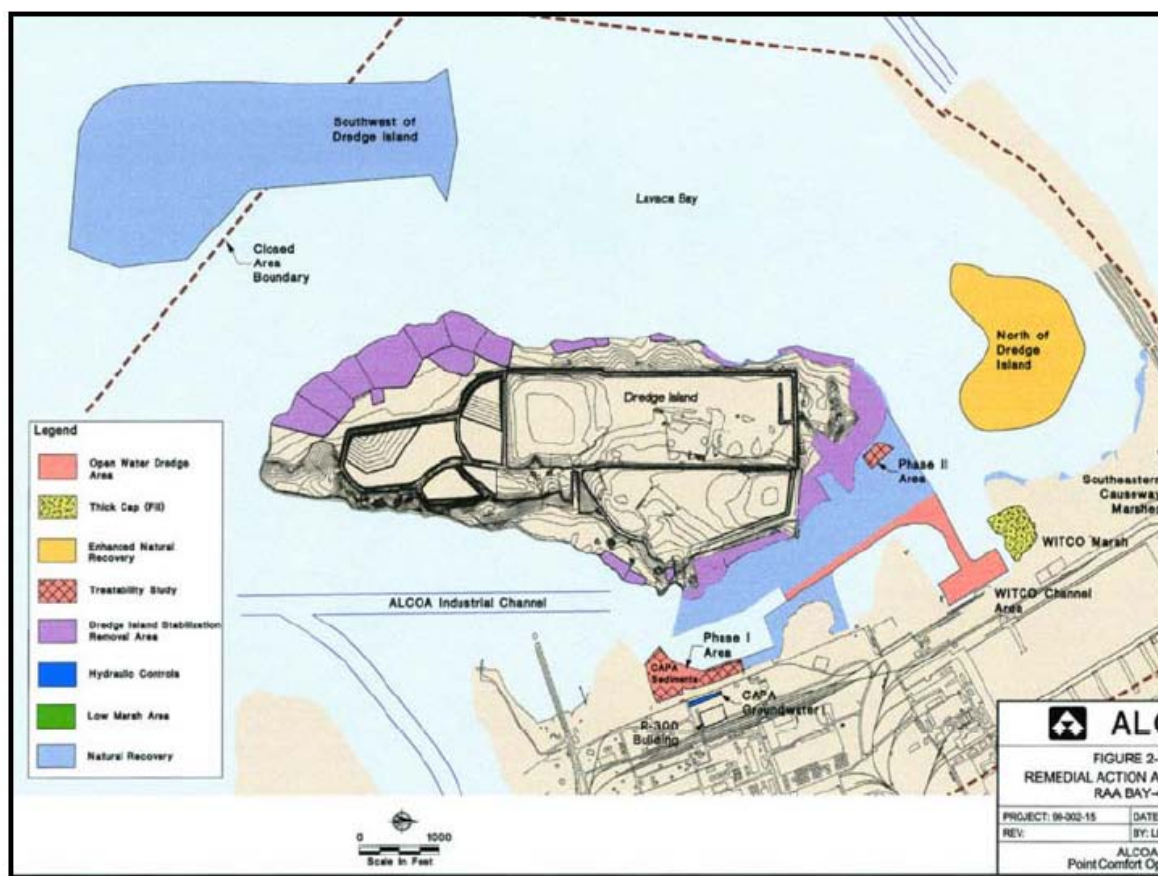 Southwest of
Dredge Island
Lavaca Bay
Closed
Area
Boundary
North of
Dredge
Island
Dredge Island
Phase II
Area
Southeastern
Causeway
Marshes
WITCO Marsh
WITCO Channel
Area
ALCOA Industrial Channel
Phase I
Area
CAPA
Sediments
CAPA
Groundwater
R-300
Building
Legend
Open Water Dredge
Area
Thick Cap (Fill)
Enhanced Natural
Recovery
Treatability Study
Dredge Island Stabilization
Removal Area
Hydraulic Controls
Low Marsh Area
Natural Recovery
0 1000
Scale In Feet
ALC
FIGURE 2-
REMEDIAL ACTION A
RAA BAY-
PROJECT: 96-002-15 DATE
REV: BY: L
ALCOA
Point Comfort Op